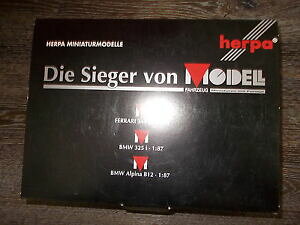 HERPA MINIATURMODELLE
herpa
Die Sieger von MODELL
FAHRZEUG
FERRARI
BMW 325 i - 1:87
BMW Alpina B12 - 1:87